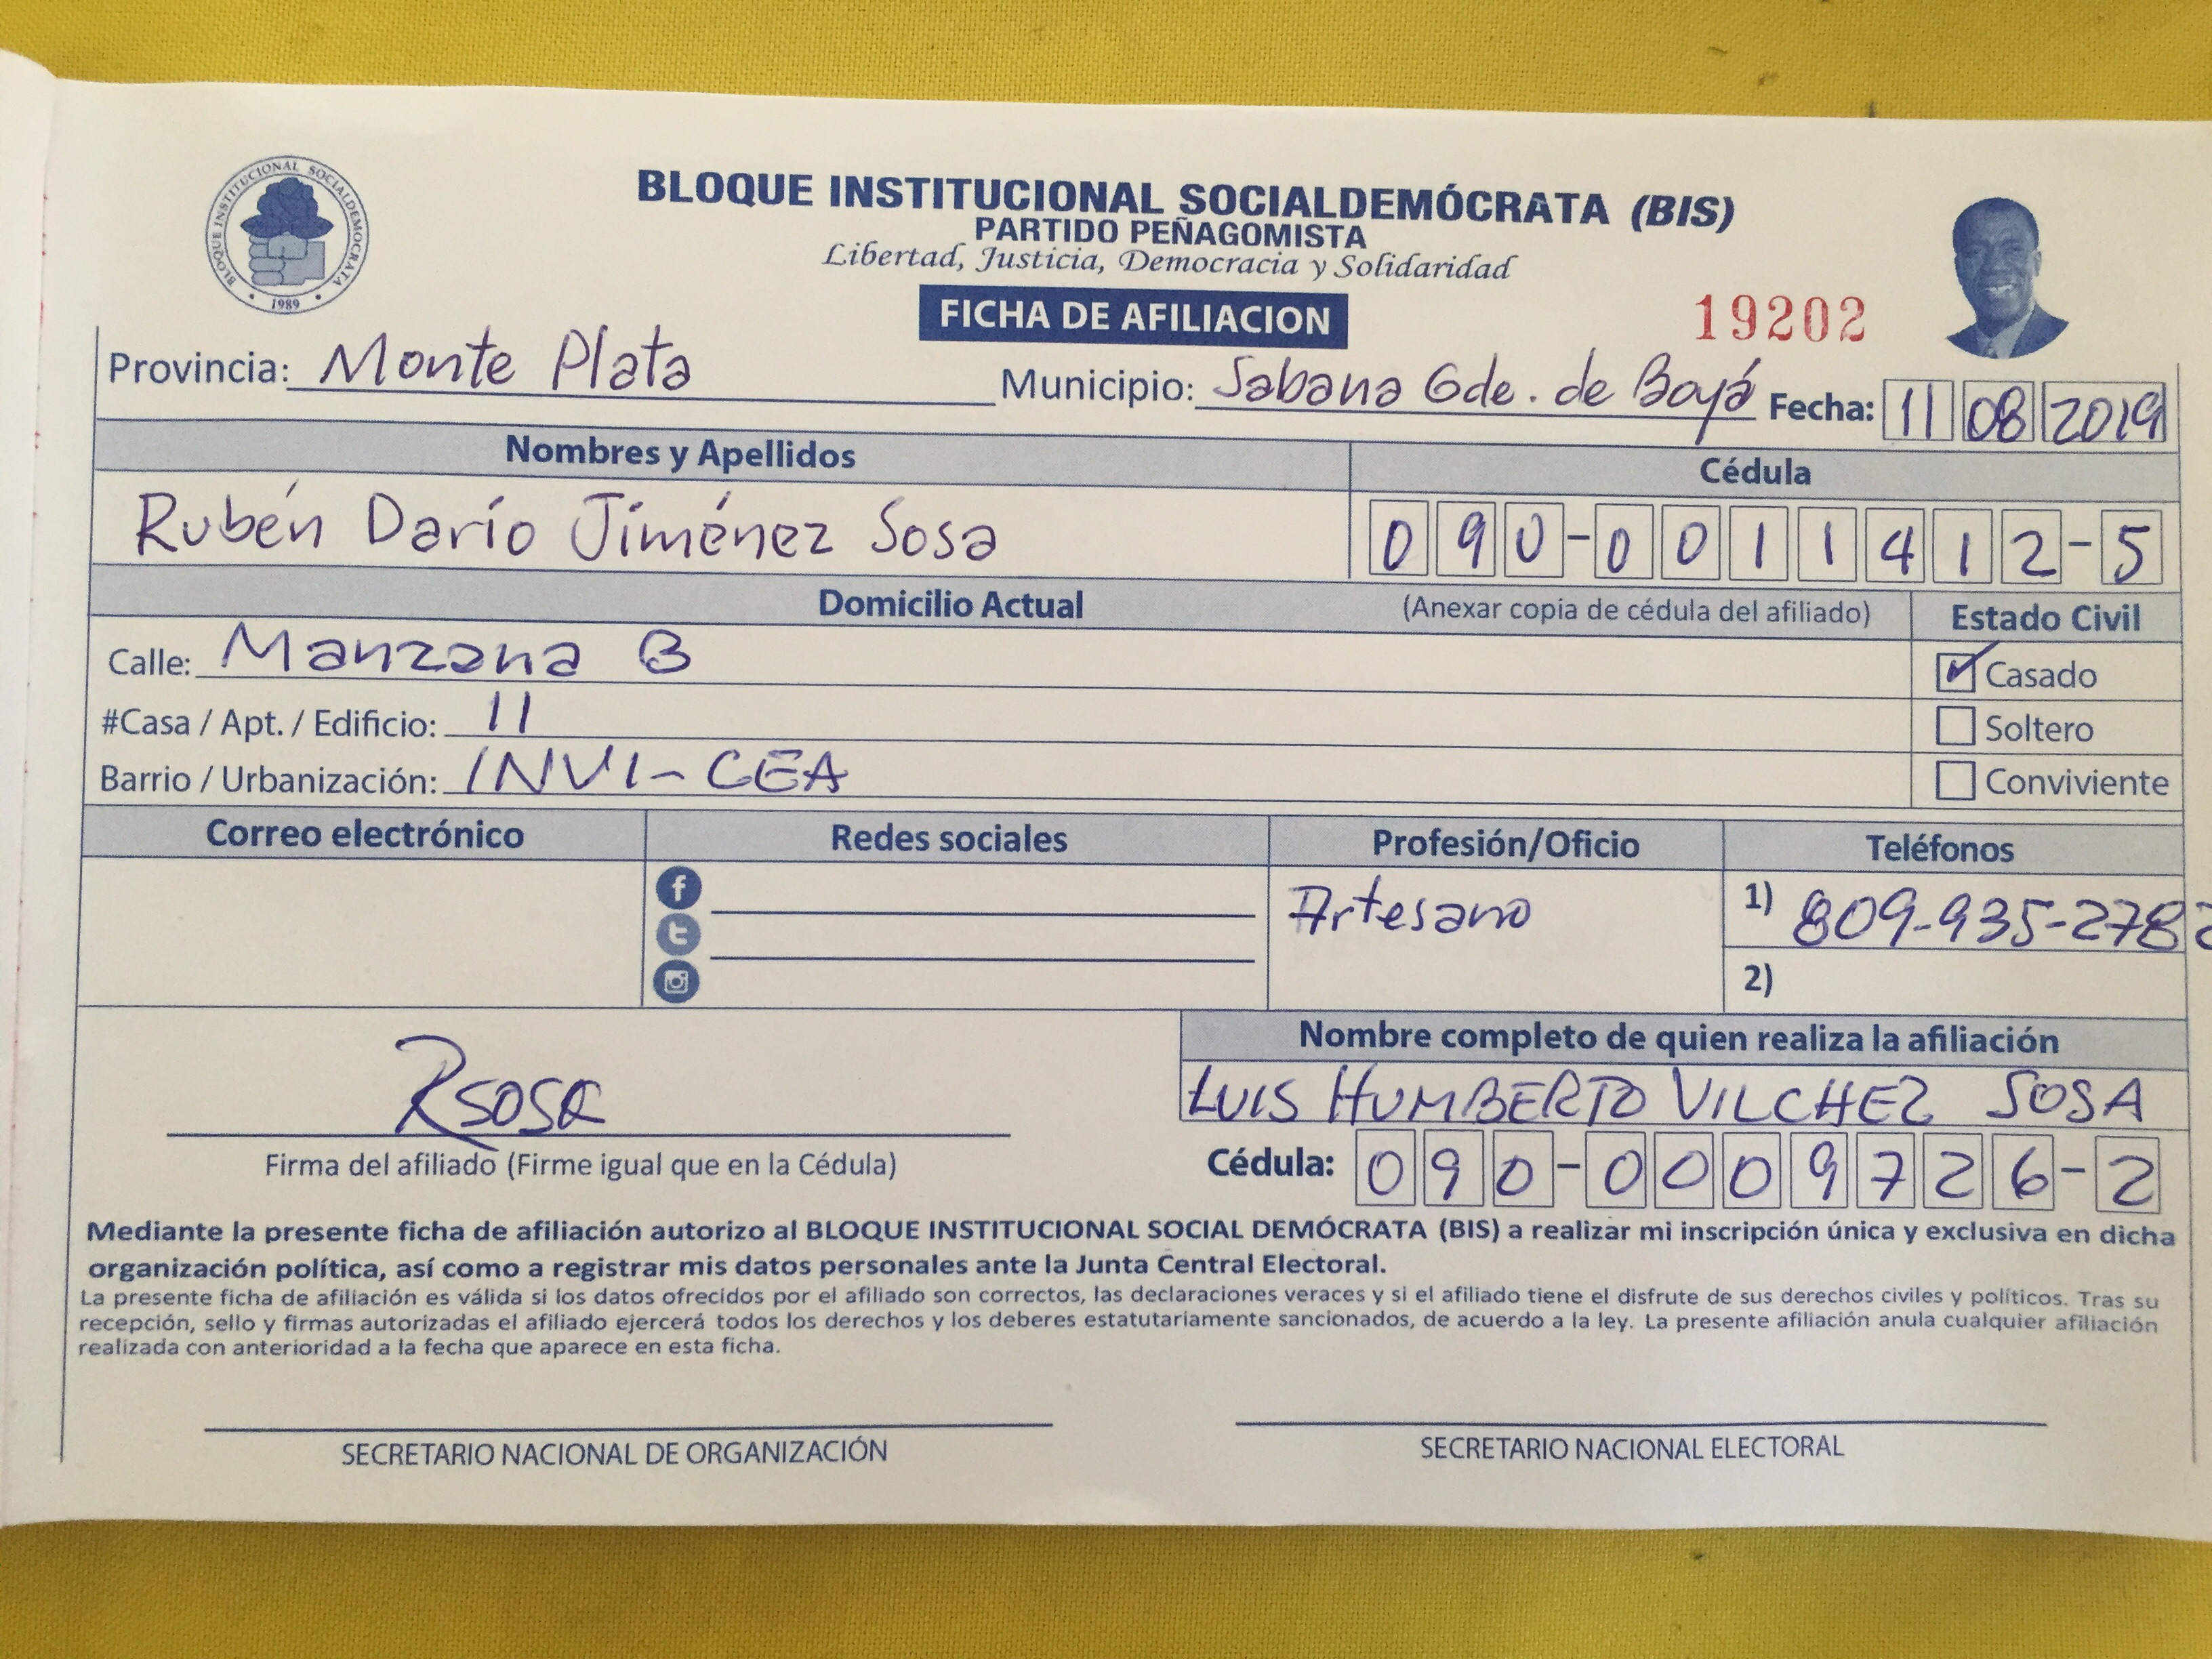 BLOQUE INSTITUCIONAL SOCIALDEMÓCRATA
1989
BLOQUE INSTITUCIONAL SOCIALDEMÓCRATA (BIS)
PARTIDO PEÑAGOMISTA
Libertad, Justicia, Democracia y Solidaridad
FICHA DE AFILIACION
19202
Provincia: Monte Plata Municipio: Sabana Gde. de Boyá Fecha: 11 08 2019
Nombres y Apellidos Cédula
Rubén Darío Jiménez Sosa 090-0011412-5
Domicilio Actual (Anexar copia de cédula del afiliado) Estado Civil
Calle: Manzana B Casado
#Casa / Apt. / Edificio: 11 Soltero
Barrio / Urbanización: INVI-CEA Conviviente
Correo electrónico Redes sociales Profesión/Oficio Teléfonos
Artesano 1) 809-935-278
2)
Nombre completo de quien realiza la afiliación
Rsosa LUIS HUMBERTO VILCHEZ SOSA
Firma del afiliado (Firme igual que en la Cédula) Cédula: 090-0009726-2
Mediante la presente ficha de afiliación autorizo al BLOQUE INSTITUCIONAL SOCIAL DEMÓCRATA (BIS) a realizar mi inscripción única y exclusiva en dicha
organización política, así como a registrar mis datos personales ante la Junta Central Electoral.
La presente ficha de afiliación es válida si los datos ofrecidos por el afiliado son correctos, las declaraciones veraces y si el afiliado tiene el disfrute de sus derechos civiles y políticos. Tras su
recepción, sello y firmas autorizadas el afiliado ejercerá todos los derechos y los deberes estatutariamente sancionados, de acuerdo a la ley. La presente afiliación anula cualquier afiliación
realizada con anterioridad a la fecha que aparece en esta ficha.
SECRETARIO NACIONAL DE ORGANIZACIÓN SECRETARIO NACIONAL ELECTORAL